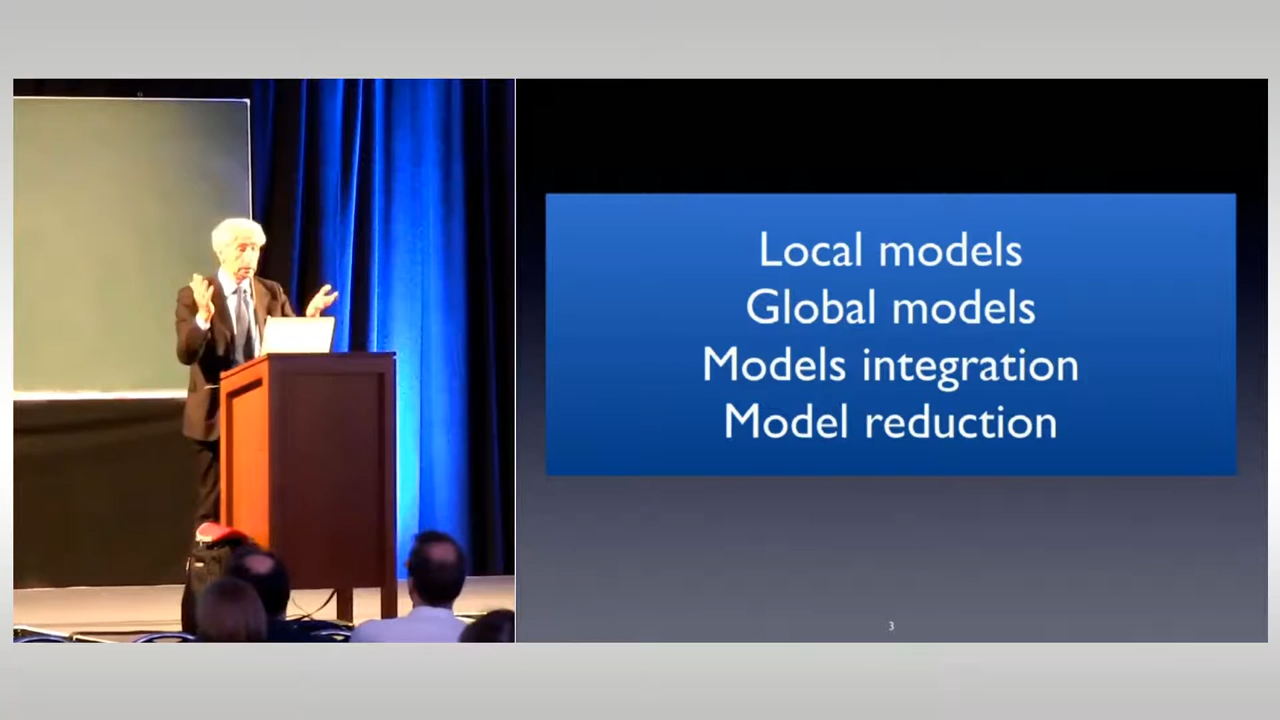 Local models
Global models
Models integration
Model reduction
3